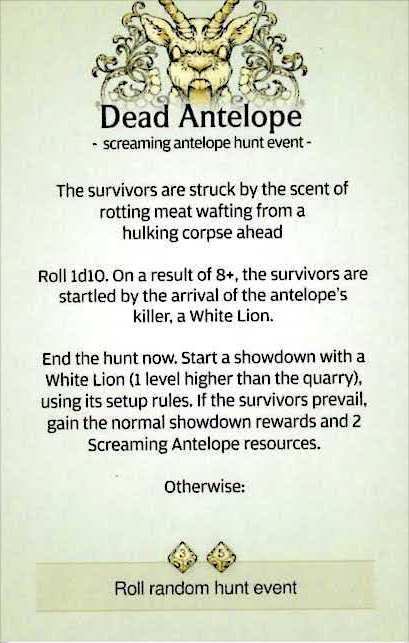 Dead Antelope
- screaming antelope hunt event -
The survivors are struck by the scent of
rotting meat wafting from a
hulking corpse ahead
Roll 1d10. On a result of 8+, the survivors are
startled by the arrival of the antelope's
killer, a White Lion.
End the hunt now. Start a showdown with a
White Lion (1 level higher than the quarry),
using its setup rules. If the survivors prevail,
gain the normal showdown rewards and 2
Screaming Antelope resources.
Otherwise:
Roll random hunt event